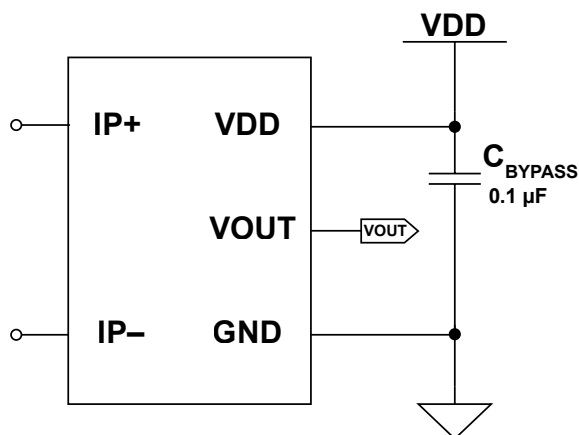 VDD
IP+
VDD
C BYPASS
0.1 µF
VOUT
VOUT
IP–
GND